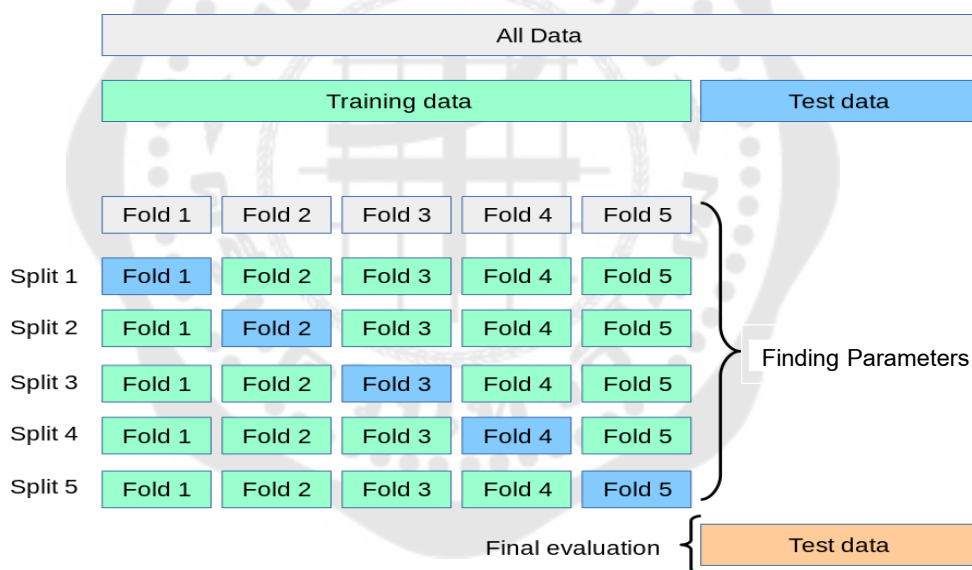 All Data
Training data Test data
Fold 1 Fold 2 Fold 3 Fold 4 Fold 5
Split 1 Fold 1 Fold 2 Fold 3 Fold 4 Fold 5
Split 2 Fold 1 Fold 2 Fold 3 Fold 4 Fold 5
Split 3 Fold 1 Fold 2 Fold 3 Fold 4 Fold 5
Finding Parameters
Split 4 Fold 1 Fold 2 Fold 3 Fold 4 Fold 5
Split 5 Fold 1 Fold 2 Fold 3 Fold 4 Fold 5
Final evaluation Test data